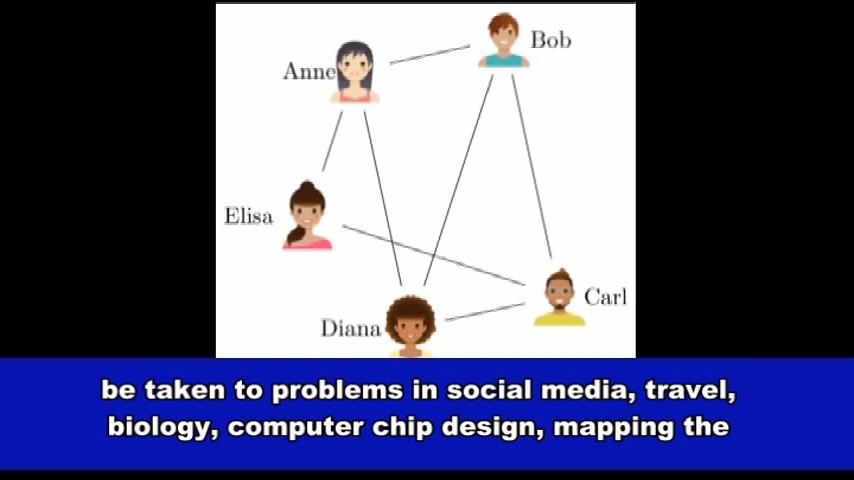 Anne
Bob
Elisa
Carl
Diana
be taken to problems in social media, travel,
biology, computer chip design, mapping the